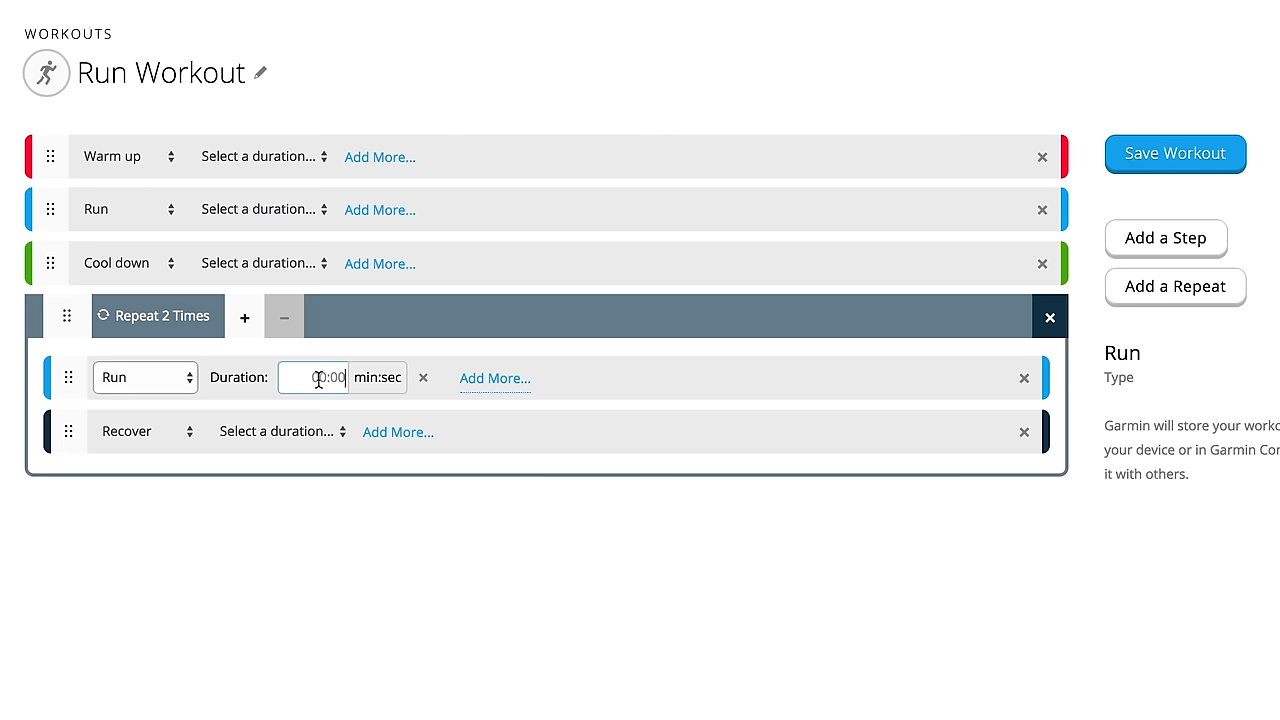 WORKOUTS
Run Workout
Warm up Select a duration... Add More...
Save Workout
Run Select a duration... Add More...
Add a Step
Cool down Select a duration... Add More...
Add a Repeat
Repeat 2 Times + −
Run
Type
Run Duration: 00:00 min:sec Add More...
Recover Select a duration... Add More...
Garmin will store your
your device or in Garmin
it with others.